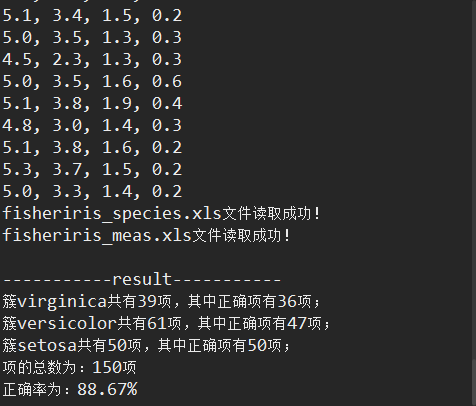 5.1, 3.4, 1.5, 0.2
5.0, 3.5, 1.3, 0.3
4.5, 2.3, 1.3, 0.3
5.0, 3.5, 1.6, 0.6
5.1, 3.8, 1.9, 0.4
4.8, 3.0, 1.4, 0.3
5.1, 3.8, 1.6, 0.2
5.3, 3.7, 1.5, 0.2
5.0, 3.3, 1.4, 0.2
fisheriris_species.xls文件读取成功!
fisheriris_meas.xls文件读取成功!
-----------result-----------
簇virginica共有39项，其中正确项有36项；
簇versicolor共有61项，其中正确项有47项；
簇setosa共有50项，其中正确项有50项；
项的总数为：150项
正确率为：88.67%